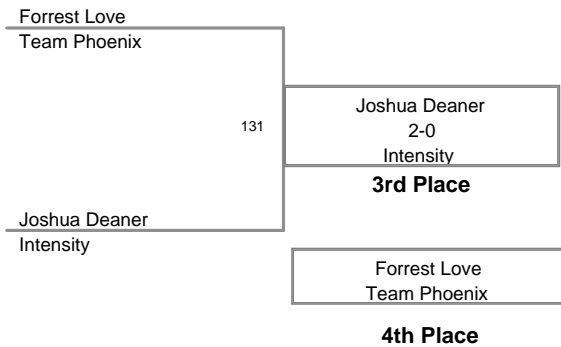 Forrest Love
Team Phoenix
131
Joshua Deaner
2-0
Intensity
3rd Place
Joshua Deaner
Intensity
Forrest Love
Team Phoenix
4th Place